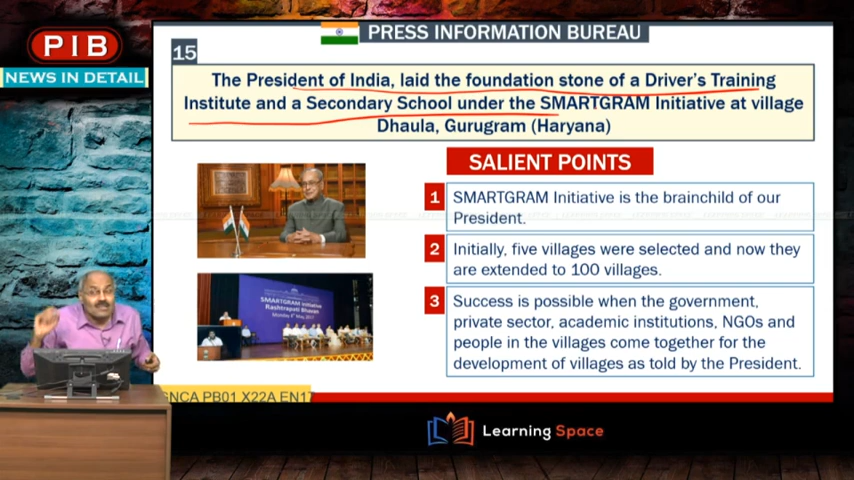 PIB
NEWS IN DETAIL
PRESS INFORMATION BUREAU
15
The President of India, laid the foundation stone of a Driver's Training
Institute and a Secondary School under the SMARTGRAM Initiative at village
Dhaula, Gurugram (Haryana)
SALIENT POINTS
1 SMARTGRAM Initiative is the brainchild of our
President.
2 Initially, five villages were selected and now they
are extended to 100 villages.
3 Success is possible when the government,
private sector, academic institutions, NGOs and
people in the villages come together for the
development of villages as told by the President.
SMARTGRAM Initiative
Rashtrapati Bhavan
SNCA PB01 X22A EN17
Learning Space